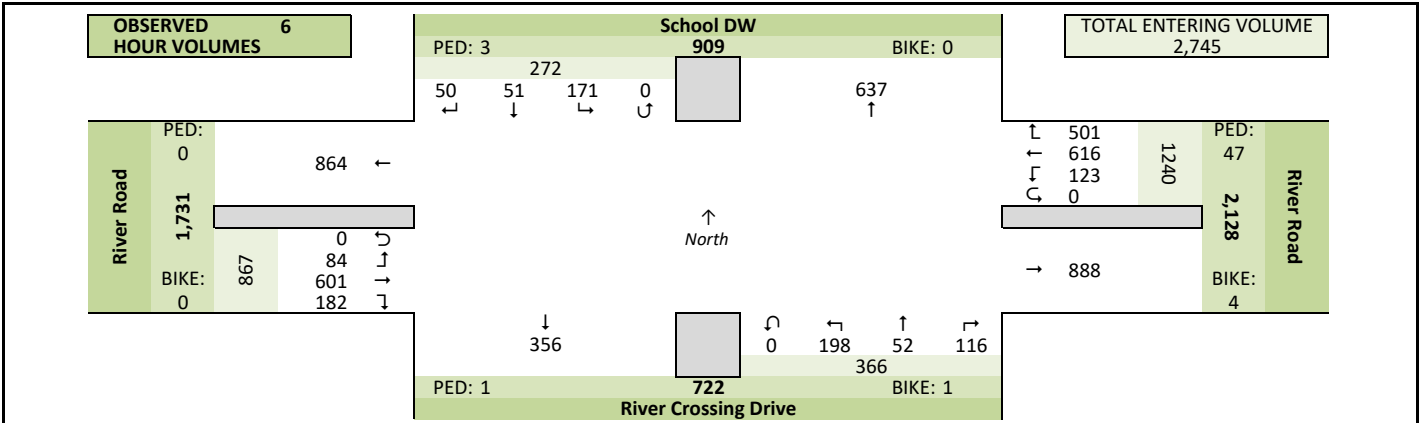 OBSERVED 6
HOUR VOLUMES
School DW
TOTAL ENTERING VOLUME
2,745
PED: 3 909 BIKE: 0
272
50 51 171 0
↵ ↓ ↳ ↺
637
↑
River Road
PED:
0
1,731
BIKE:
0
864 ←
867
0 ⮌
84 ↰
601 →
182 ↴
↑
North
↑ 501
← 616
↓ 123
⮎ 0
1240
PED:
47
2,128
BIKE:
4
River Road
→ 888
↓
356
↶ ↰ ↑ ↱
0 198 52 116
366
PED: 1 722 BIKE: 1
River Crossing Drive